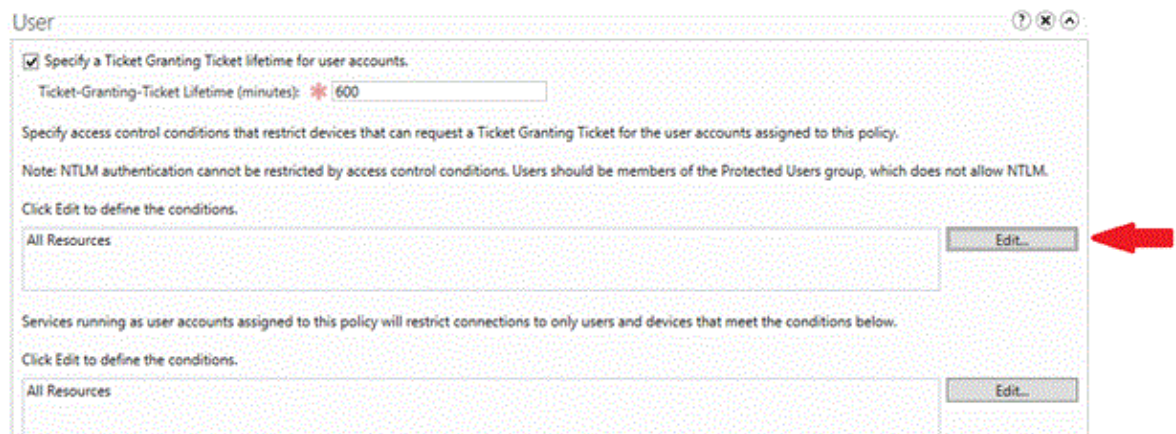 User
Specify a Ticket Granting Ticket lifetime for user accounts.
Ticket-Granting-Ticket Lifetime (minutes): * 600
Specify access control conditions that restrict devices that can request a Ticket Granting Ticket for the user accounts assigned to this policy.
Note: NTLM authentication cannot be restricted by access control conditions. Users should be members of the Protected Users group, which does not allow NTLM.
Click Edit to define the conditions.
All Resources Edit...
Services running as user accounts assigned to this policy will restrict connections to only users and devices that meet the conditions below.
Click Edit to define the conditions.
All Resources Edit...